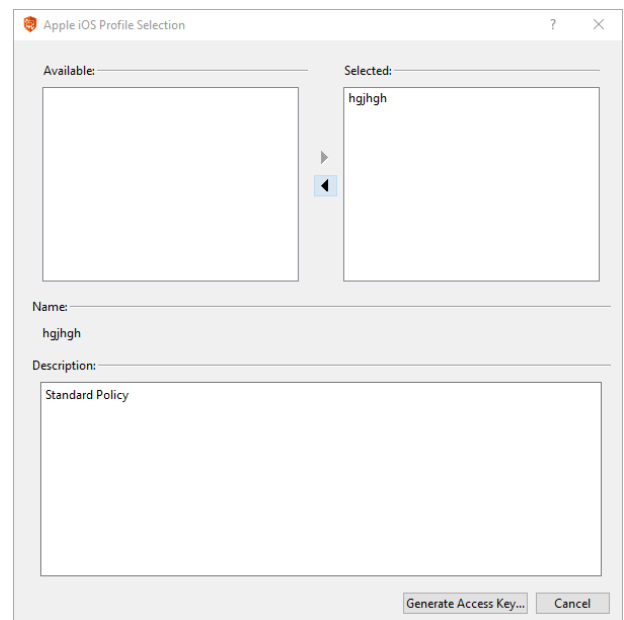 Apple iOS Profile Selection
Available:
Selected:
hgjhgh
Name:
hgjhgh
Description:
Standard Policy
Generate Access Key...
Cancel